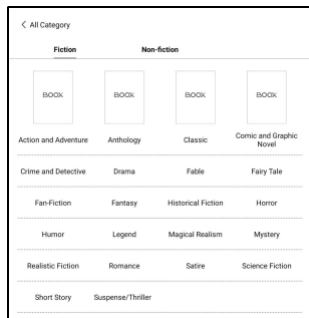 < All Category
Fiction Non-fiction
BOOX BOOX BOOX BOOX
Action and Adventure Anthology Classic Comic and Graphic Novel
Crime and Detective Drama Fable Fairy Tale
Fan-Fiction Fantasy Historical Fiction Horror
Humor Legend Magical Realism Mystery
Realistic Fiction Romance Satire Science Fiction
Short Story Suspense/Thriller